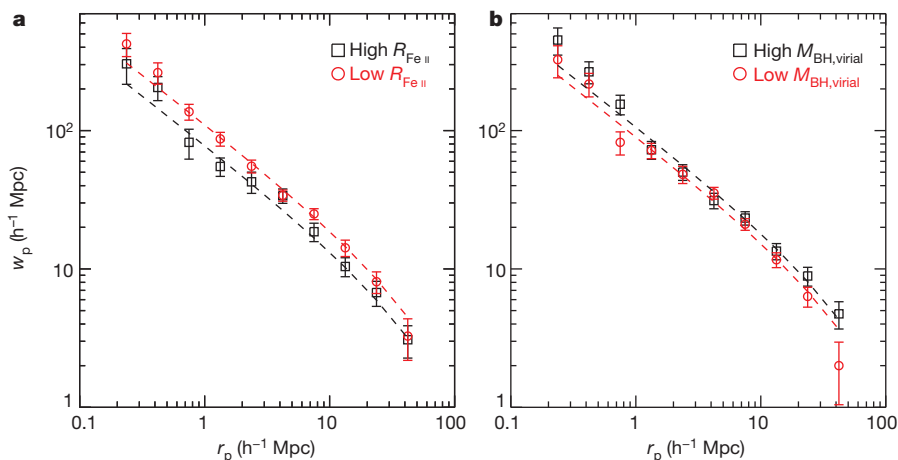 a
High R_Fe II
Low R_Fe II
w_p (h⁻¹ Mpc)
10²
10
1
0.1 1 10 100
r_p (h⁻¹ Mpc)
b
High M_BH,virial
Low M_BH,virial
10²
10
1
0.1 1 10 100
r_p (h⁻¹ Mpc)